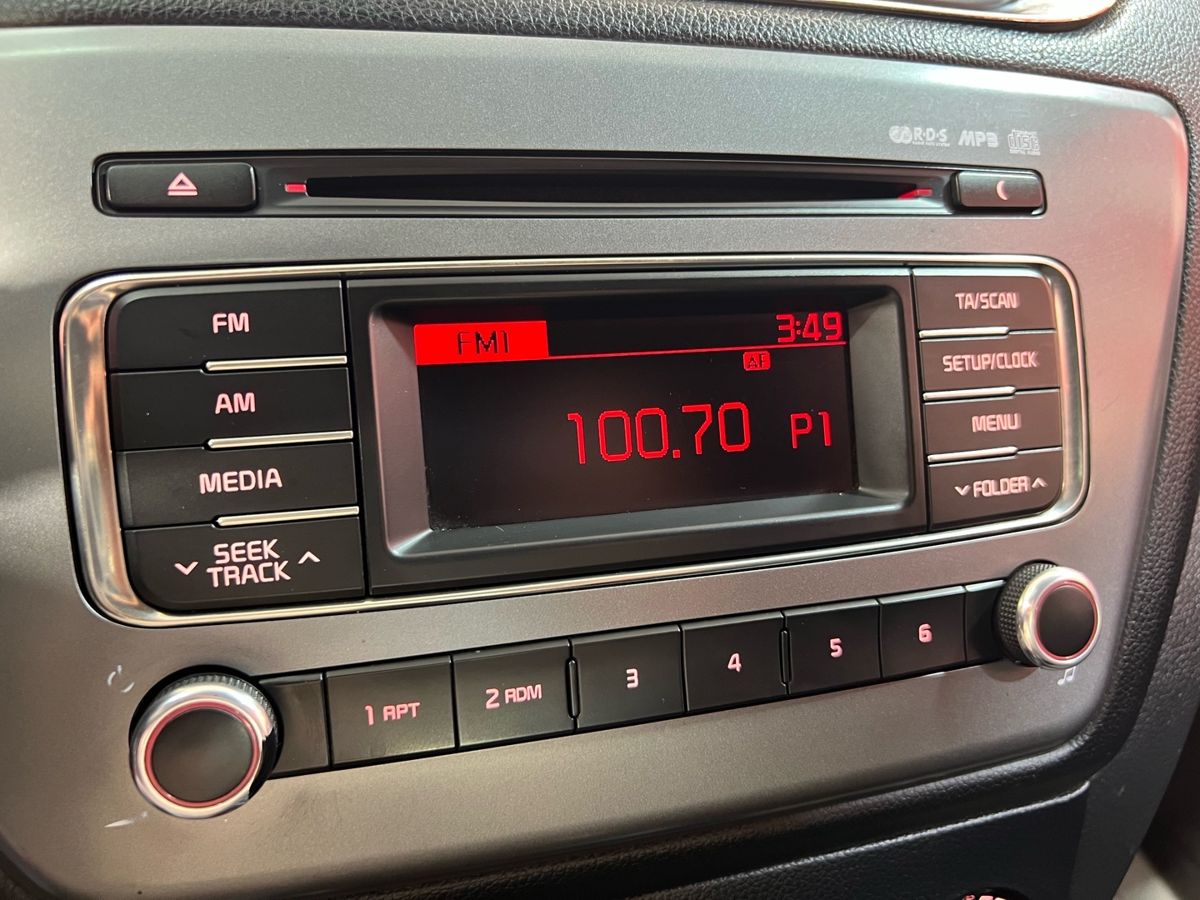 R·D·S MP3 disc
FM
AM
MEDIA
SEEK
TRACK
FM1 3:49
AF
100.70 P1
TA/SCAN
SETUP/CLOCK
MENU
FOLDER
1 RPT 2 RDM 3 4 5 6